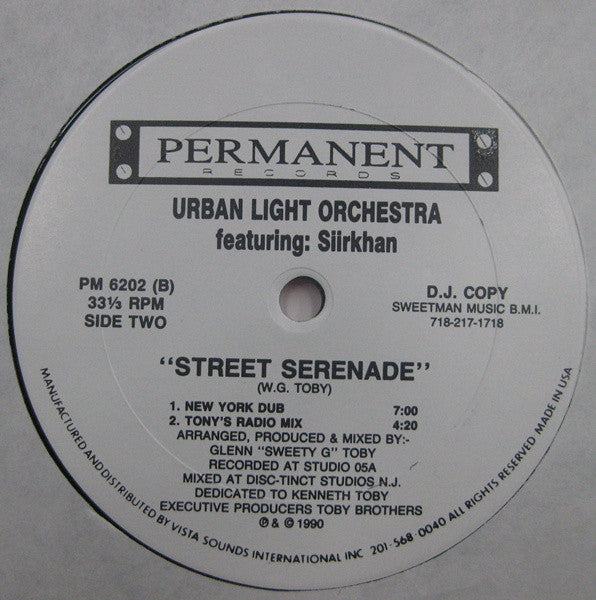 PERMANENT
RECORDS
URBAN LIGHT ORCHESTRA
featuring: Siirkhan
PM 6202 (B)
33⅓ RPM
SIDE TWO
D.J. COPY
SWEETMAN MUSIC B.M.I.
718-217-1718
"STREET SERENADE"
(W.G. TOBY)
1. NEW YORK DUB 7:00
2. TONY'S RADIO MIX 4:20
ARRANGED, PRODUCED & MIXED BY:-
GLENN "SWEETY G" TOBY
RECORDED AT STUDIO 05A
MIXED AT DISC-TINCT STUDIOS N.J.
DEDICATED TO KENNETH TOBY
EXECUTIVE PRODUCERS TOBY BROTHERS
℗ & © 1990
MANUFACTURED AND DISTRIBUTED BY VISTA SOUNDS INTERNATIONAL INC 201-568-0040 ALL RIGHTS RESERVED MADE IN USA